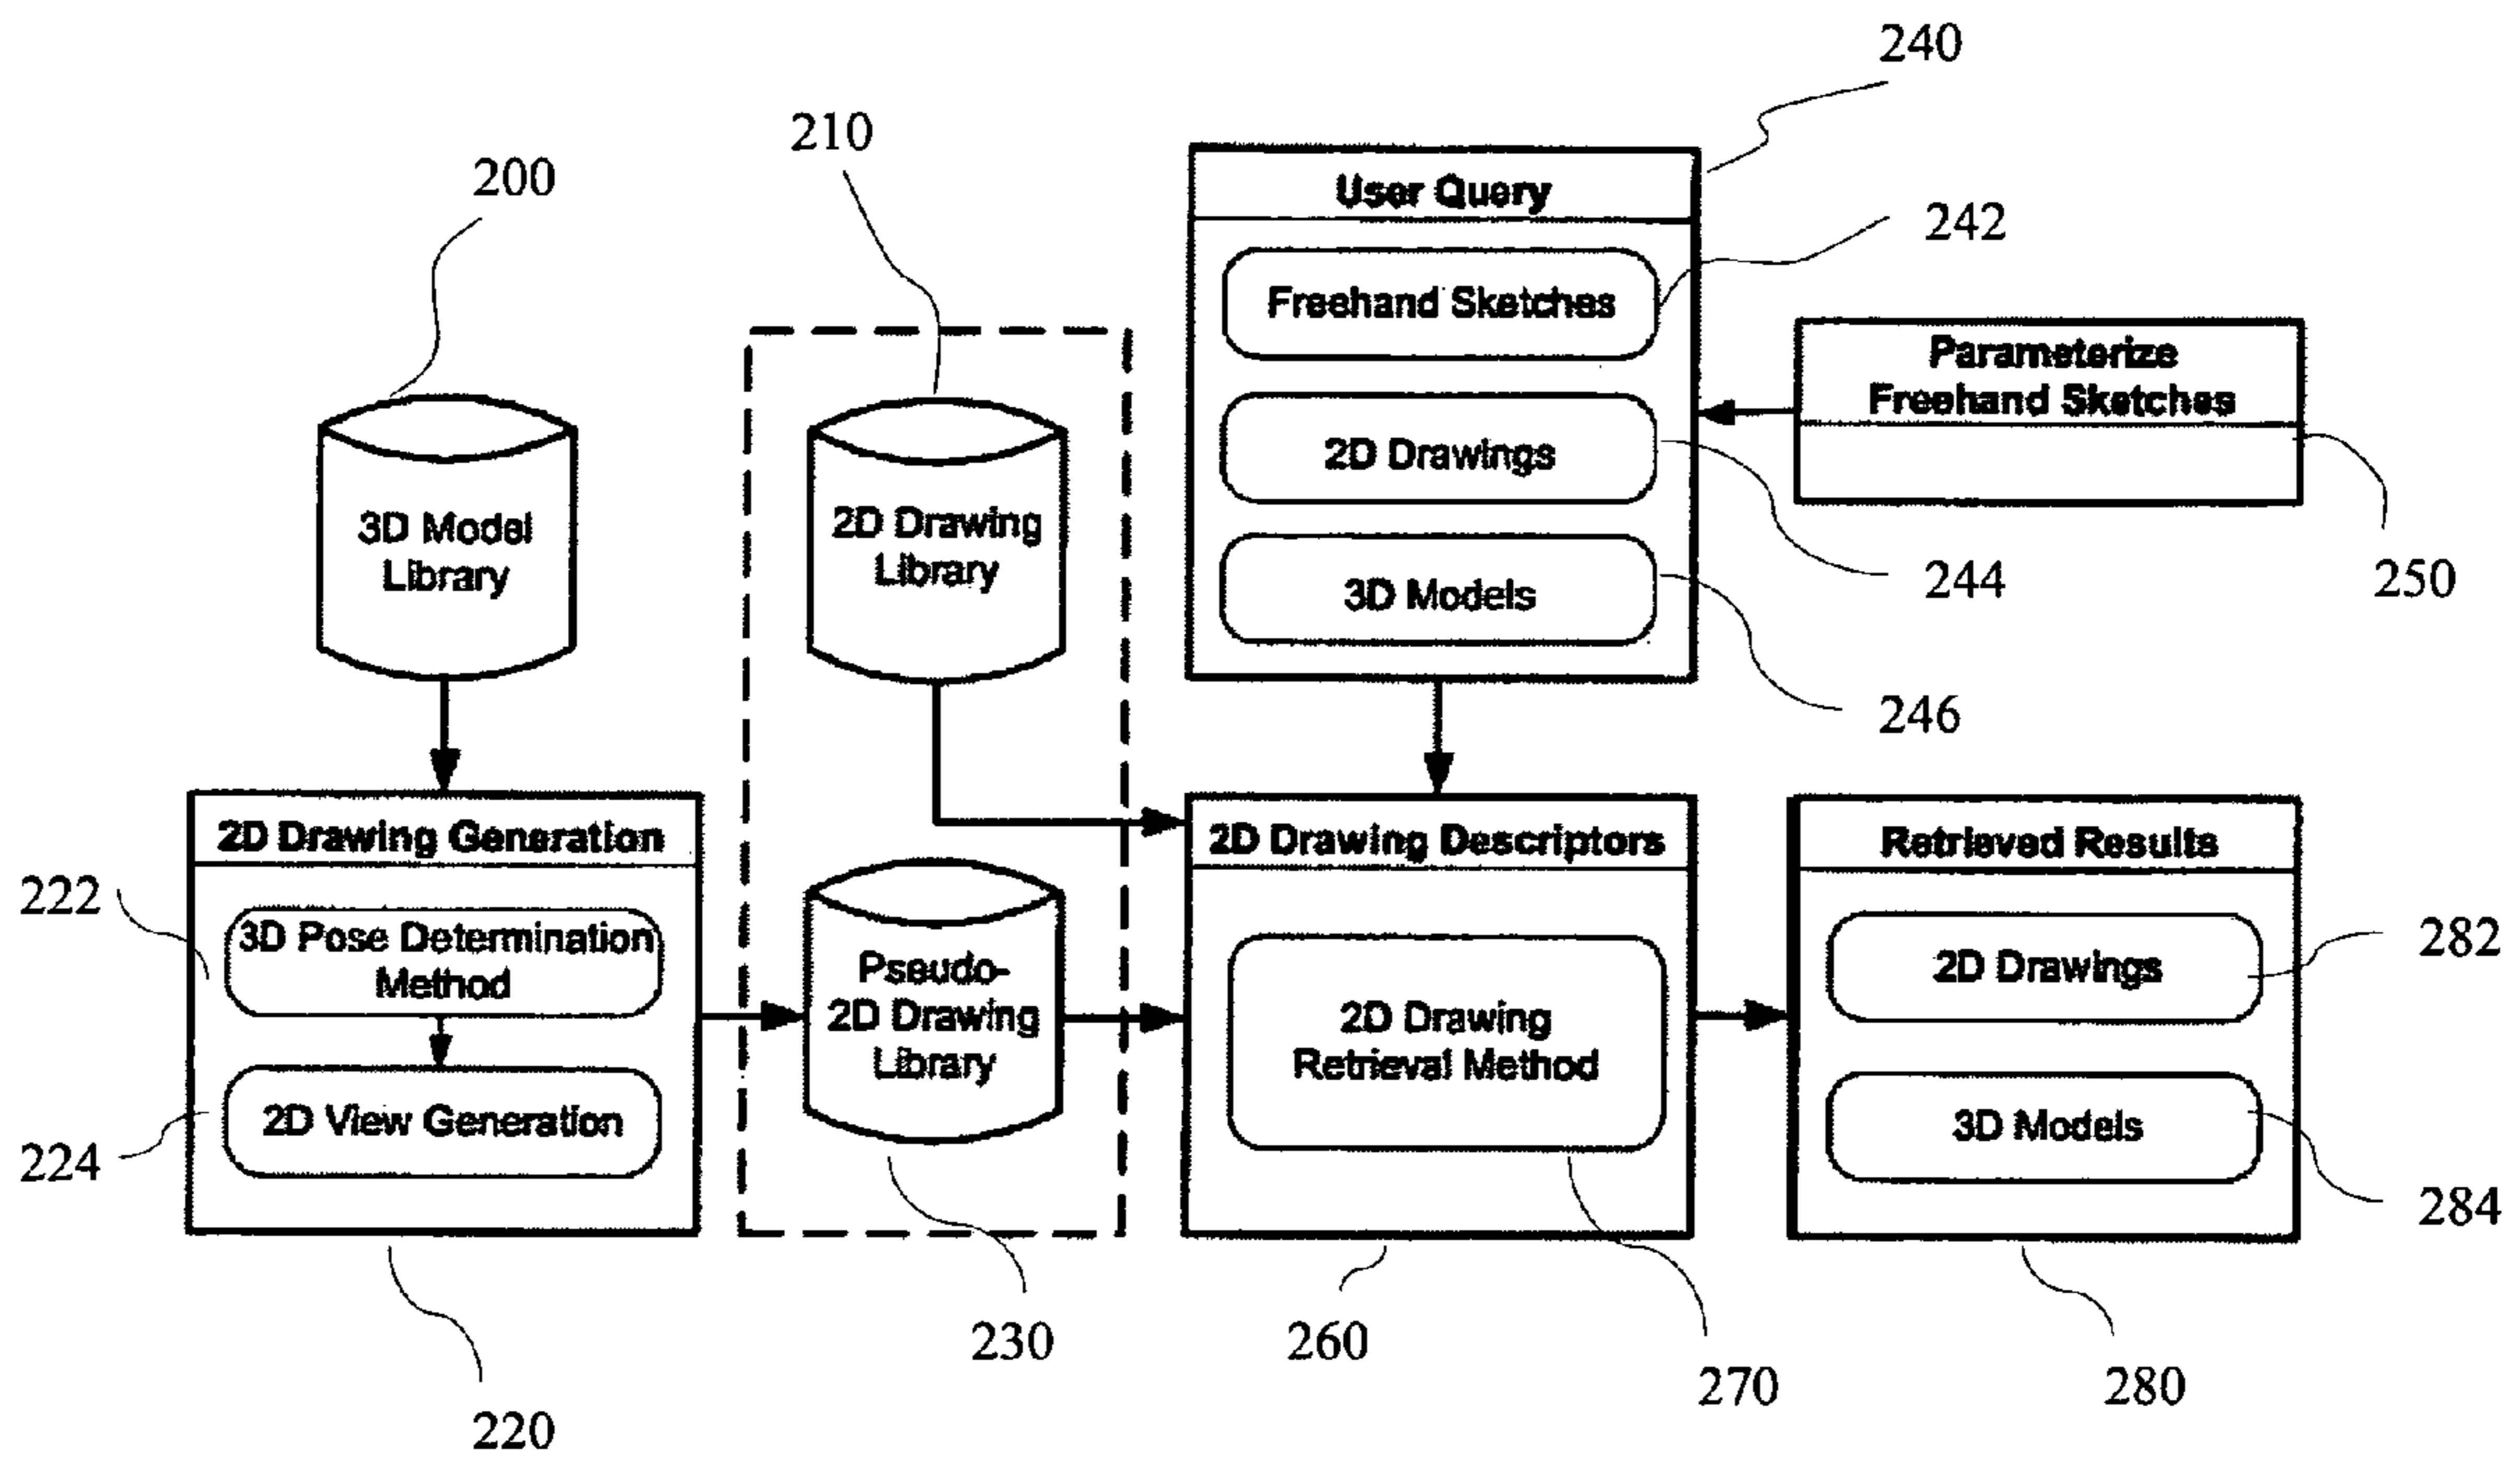 240
210
200
User Query
242
Freehand Sketches
Parameterize
Freehand Sketches
2D Drawings
3D Model
Library
2D Drawing
Library
3D Models
244
250
246
2D Drawing Generation
2D Drawing Descriptors
Retrieved Results
222
3D Pose Determination
Method
Pseudo-
2D Drawing
Library
2D Drawing
Retrieval Method
2D Drawings
282
224
2D View Generation
3D Models
284
230
260
270
280
220